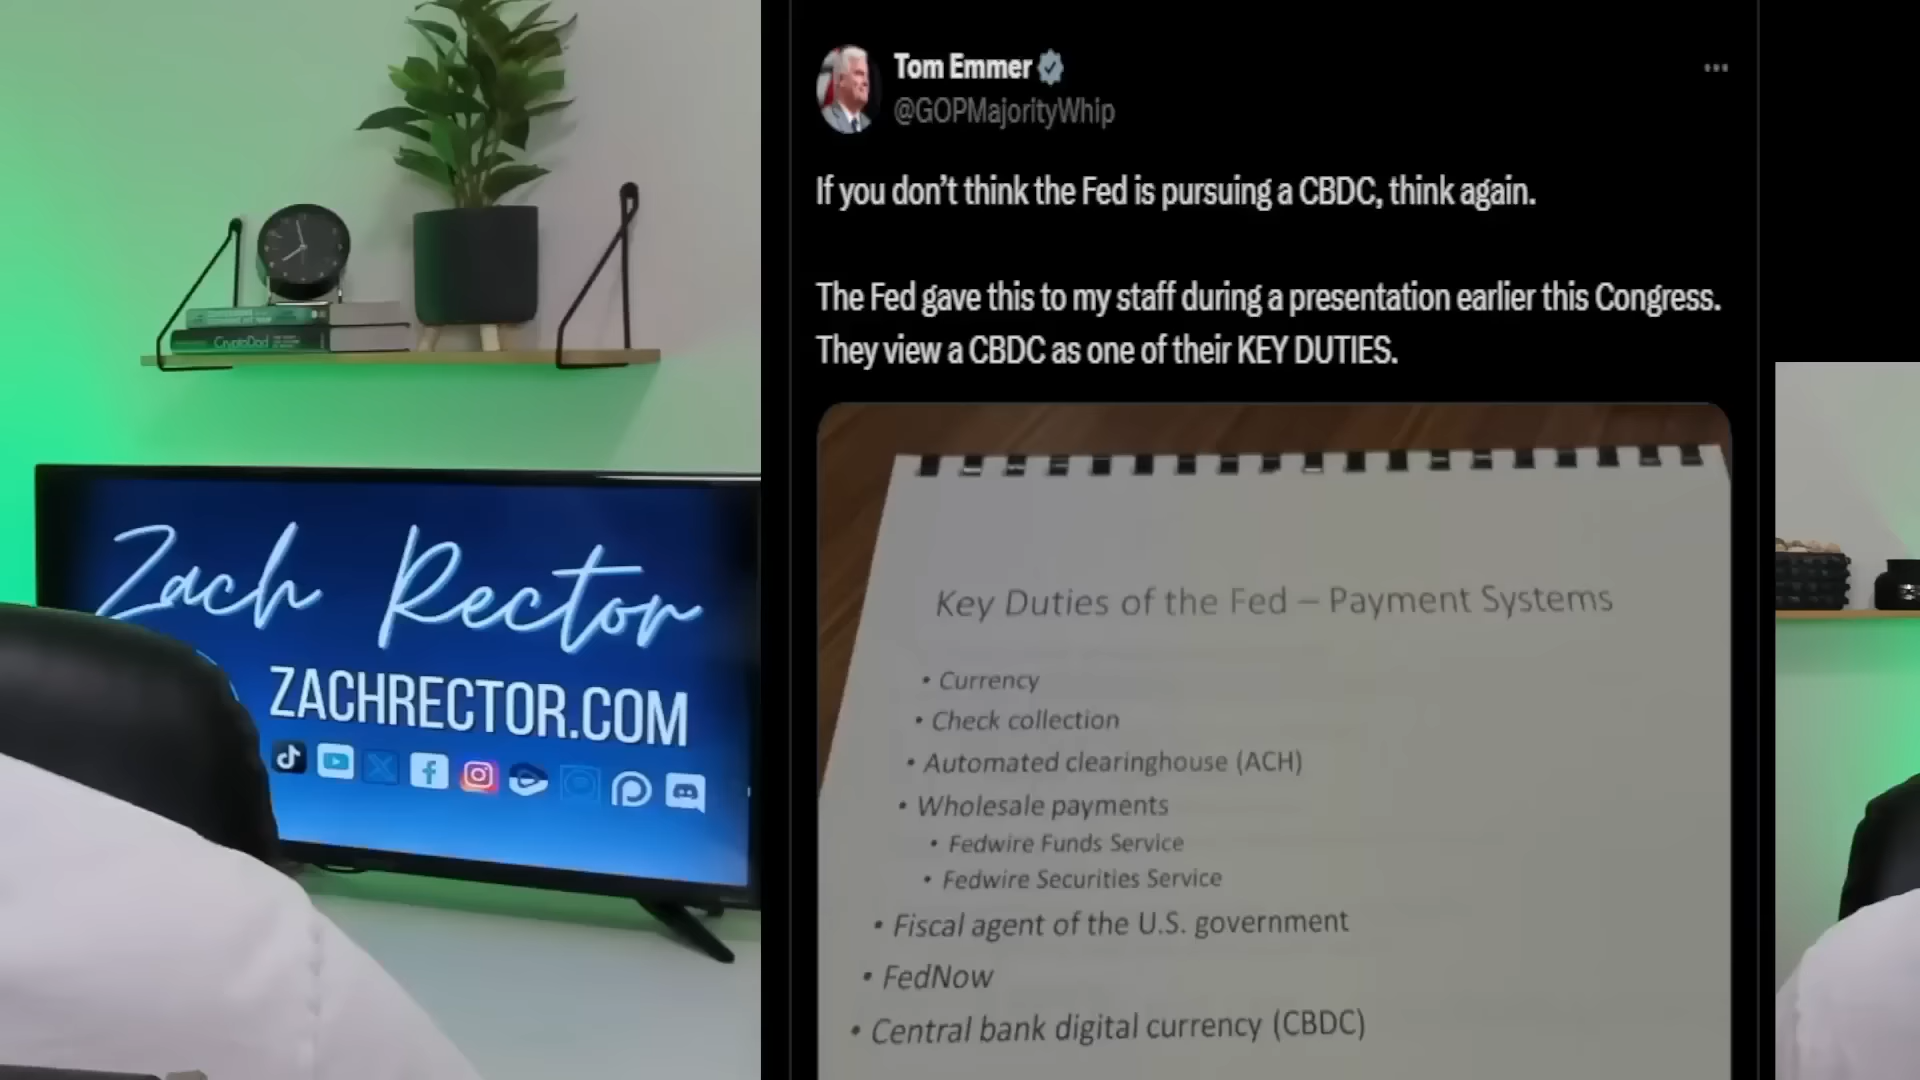 CryptoDad
Zach Rector
ZACHRECTOR.COM
Tom Emmer
@GOPMajorityWhip
If you don't think the Fed is pursuing a CBDC, think again.
The Fed gave this to my staff during a presentation earlier this Congress.
They view a CBDC as one of their KEY DUTIES.
Key Duties of the Fed – Payment Systems
• Currency
• Check collection
• Automated clearinghouse (ACH)
• Wholesale payments
• Fedwire Funds Service
• Fedwire Securities Service
• Fiscal agent of the U.S. government
• FedNow
• Central bank digital currency (CBDC)